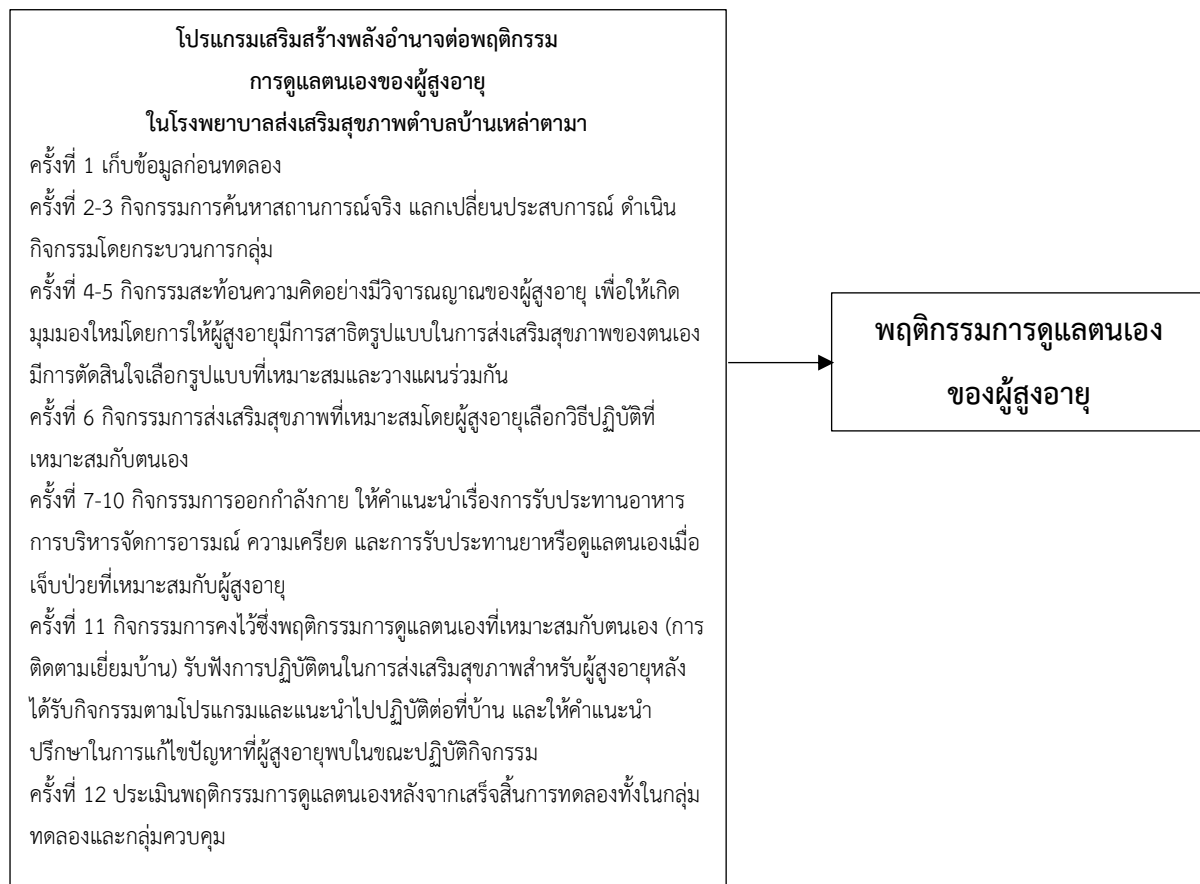 โปรแกรมเสริมสร้างพลังอำนาจต่อพฤติกรรม
การดูแลตนเองของผู้สูงอายุ
ในโรงพยาบาลส่งเสริมสุขภาพตำบลบ้านเหล่าตามา
ครั้งที่ 1 เก็บข้อมูลก่อนทดลอง
ครั้งที่ 2-3 กิจกรรมการค้นหาสถานการณ์จริง แลกเปลี่ยนประสบการณ์ ดำเนิน
กิจกรรมโดยกระบวนการกลุ่ม
ครั้งที่ 4-5 กิจกรรมสะท้อนความคิดอย่างมีวิจารณญาณของผู้สูงอายุ เพื่อให้เกิด
มุมมองใหม่โดยการให้ผู้สูงอายุมีการสาธิตรูปแบบในการส่งเสริมสุขภาพของตนเอง
มีการตัดสินใจเลือกรูปแบบที่เหมาะสมและวางแผนร่วมกัน
ครั้งที่ 6 กิจกรรมการส่งเสริมสุขภาพที่เหมาะสมโดยผู้สูงอายุเลือกวิธีปฏิบัติที่
เหมาะสมกับตนเอง
ครั้งที่ 7-10 กิจกรรมการออกกำลังกาย ให้คำแนะนำเรื่องการรับประทานอาหาร
การบริหารจัดการอารมณ์ ความเครียด และการรับประทานยาหรือดูแลตนเองเมื่อ
เจ็บป่วยที่เหมาะสมกับผู้สูงอายุ
ครั้งที่ 11 กิจกรรมการคงไว้ซึ่งพฤติกรรมการดูแลตนเองที่เหมาะสมกับตนเอง (การ
ติดตามเยี่ยมบ้าน) รับฟังการปฏิบัติตนในการส่งเสริมสุขภาพสำหรับผู้สูงอายุหลัง
ได้รับกิจกรรมตามโปรแกรมและแนะนำไปปฏิบัติต่อที่บ้าน และให้คำแนะนำ
ปรึกษาในการแก้ไขปัญหาที่ผู้สูงอายุพบในขณะปฏิบัติกิจกรรม
ครั้งที่ 12 ประเมินพฤติกรรมการดูแลตนเองหลังจากเสร็จสิ้นการทดลองทั้งในกลุ่ม
ทดลองและกลุ่มควบคุม
พฤติกรรมการดูแลตนเอง
ของผู้สูงอายุ